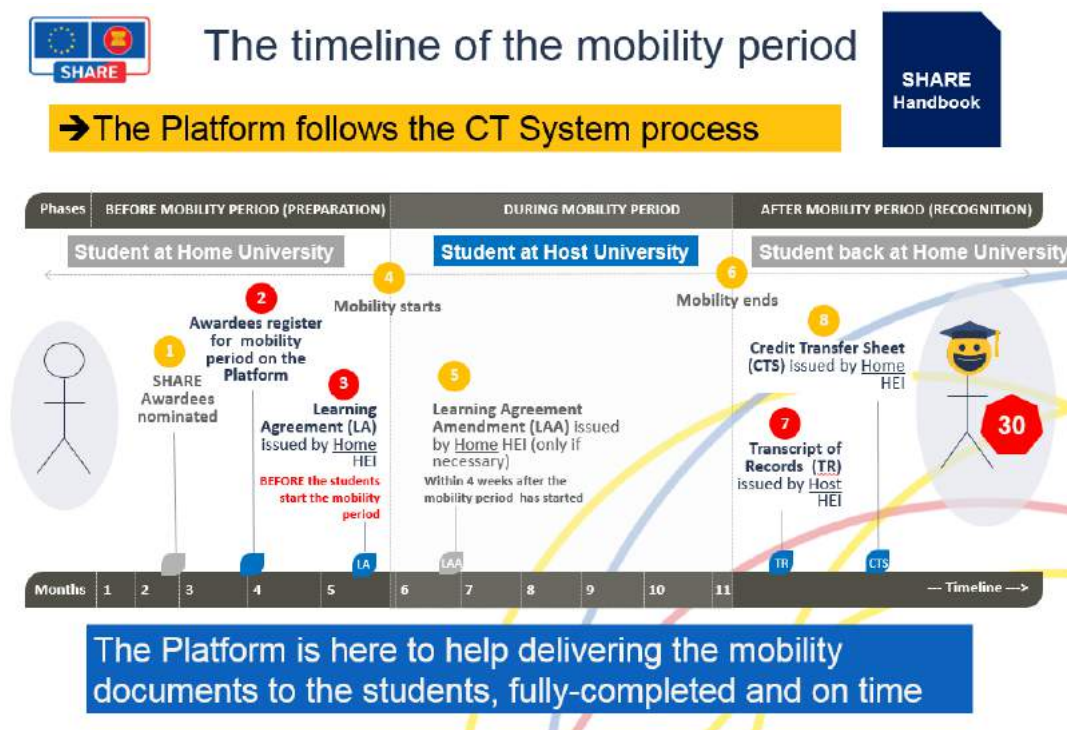 SHARE
The timeline of the mobility period
SHARE
Handbook
➔The Platform follows the CT System process
Phases
BEFORE MOBILITY PERIOD (PREPARATION)
DURING MOBILITY PERIOD
AFTER MOBILITY PERIOD (RECOGNITION)
Student at Home University
Student at Host University
Student back at Home University
1
SHARE
Awardees
nominated
2
Awardees register
for mobility
period on the
Platform
3
Learning
Agreement (LA)
issued by Home
HEI
BEFORE the students
start the mobility
period
4
Mobility starts
5
Learning Agreement
Amendment (LAA) issued
by Home HEI (only if
necessary)
Within 4 weeks after the
mobility period has started
6
Mobility ends
7
Transcript of
Records (TR)
issued by Host
HEI
8
Credit Transfer Sheet
(CTS) issued by Home
HEI
30
LA
LAA
TR
CTS
Months 1 2 3 4 5 6 7 8 9 10 11 --- Timeline --->
The Platform is here to help delivering the mobility
documents to the students, fully-completed and on time